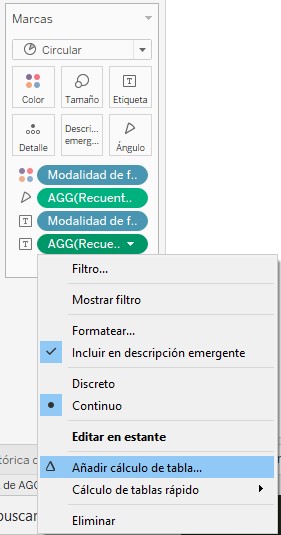 Marcas
Circular
Color Tamaño Etiqueta
Detalle Descri... emerg... Ángulo
Modalidad de f..
AGG(Recuent..
Modalidad de f..
AGG(Recue..
Filtro...
Mostrar filtro
Formatear...
Incluir en descripción emergente
Discreto
Continuo
Editar en estante
tórica d
Añadir cálculo de tabla...
de AGG
Cálculo de tablas rápido
buscar
Eliminar